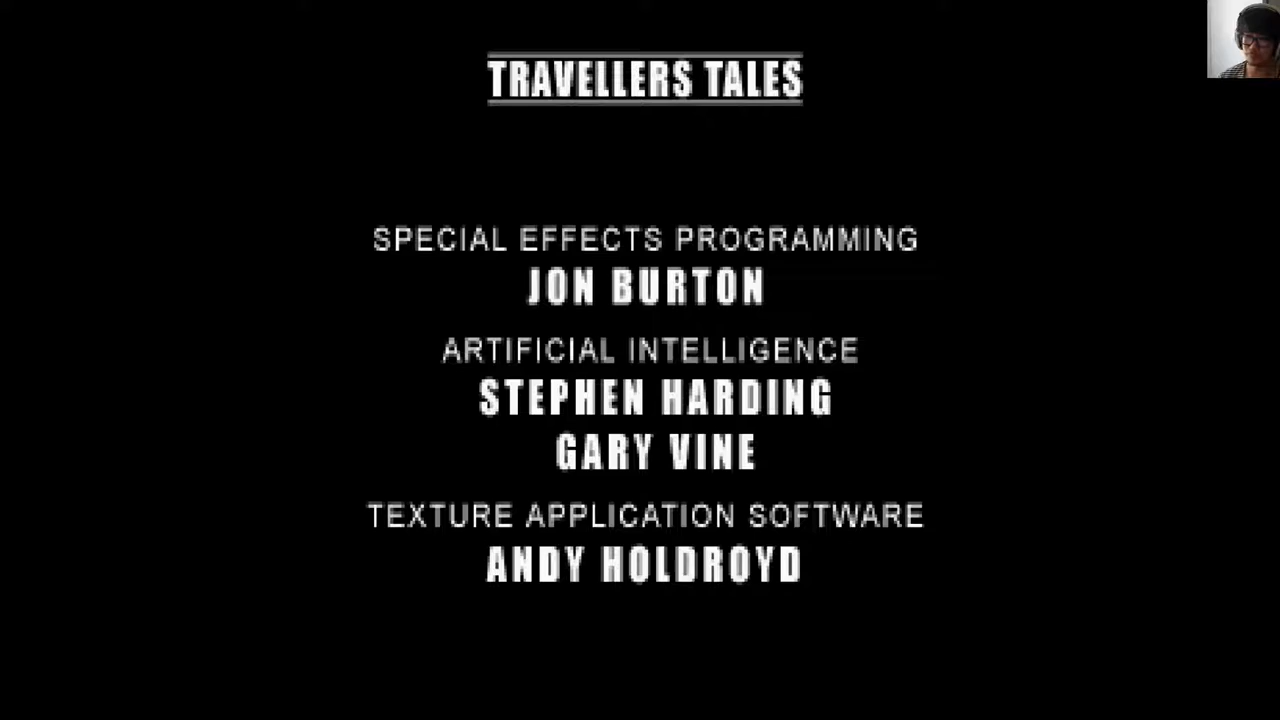 TRAVELLERS TALES
SPECIAL EFFECTS PROGRAMMING
JON BURTON
ARTIFICIAL INTELLIGENCE
STEPHEN HARDING
GARY VINE
TEXTURE APPLICATION SOFTWARE
ANDY HOLDROYD